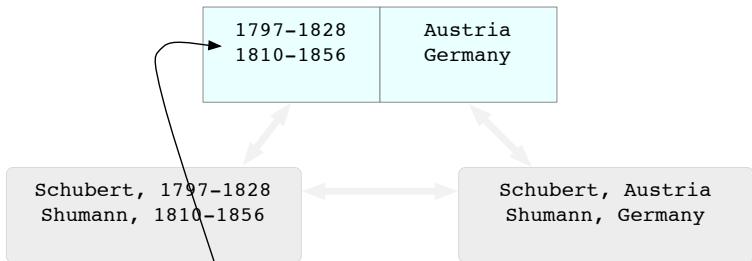 1797-1828 Austria
1810-1856 Germany
Schubert, 1797-1828
Shumann, 1810-1856
Schubert, Austria
Shumann, Germany